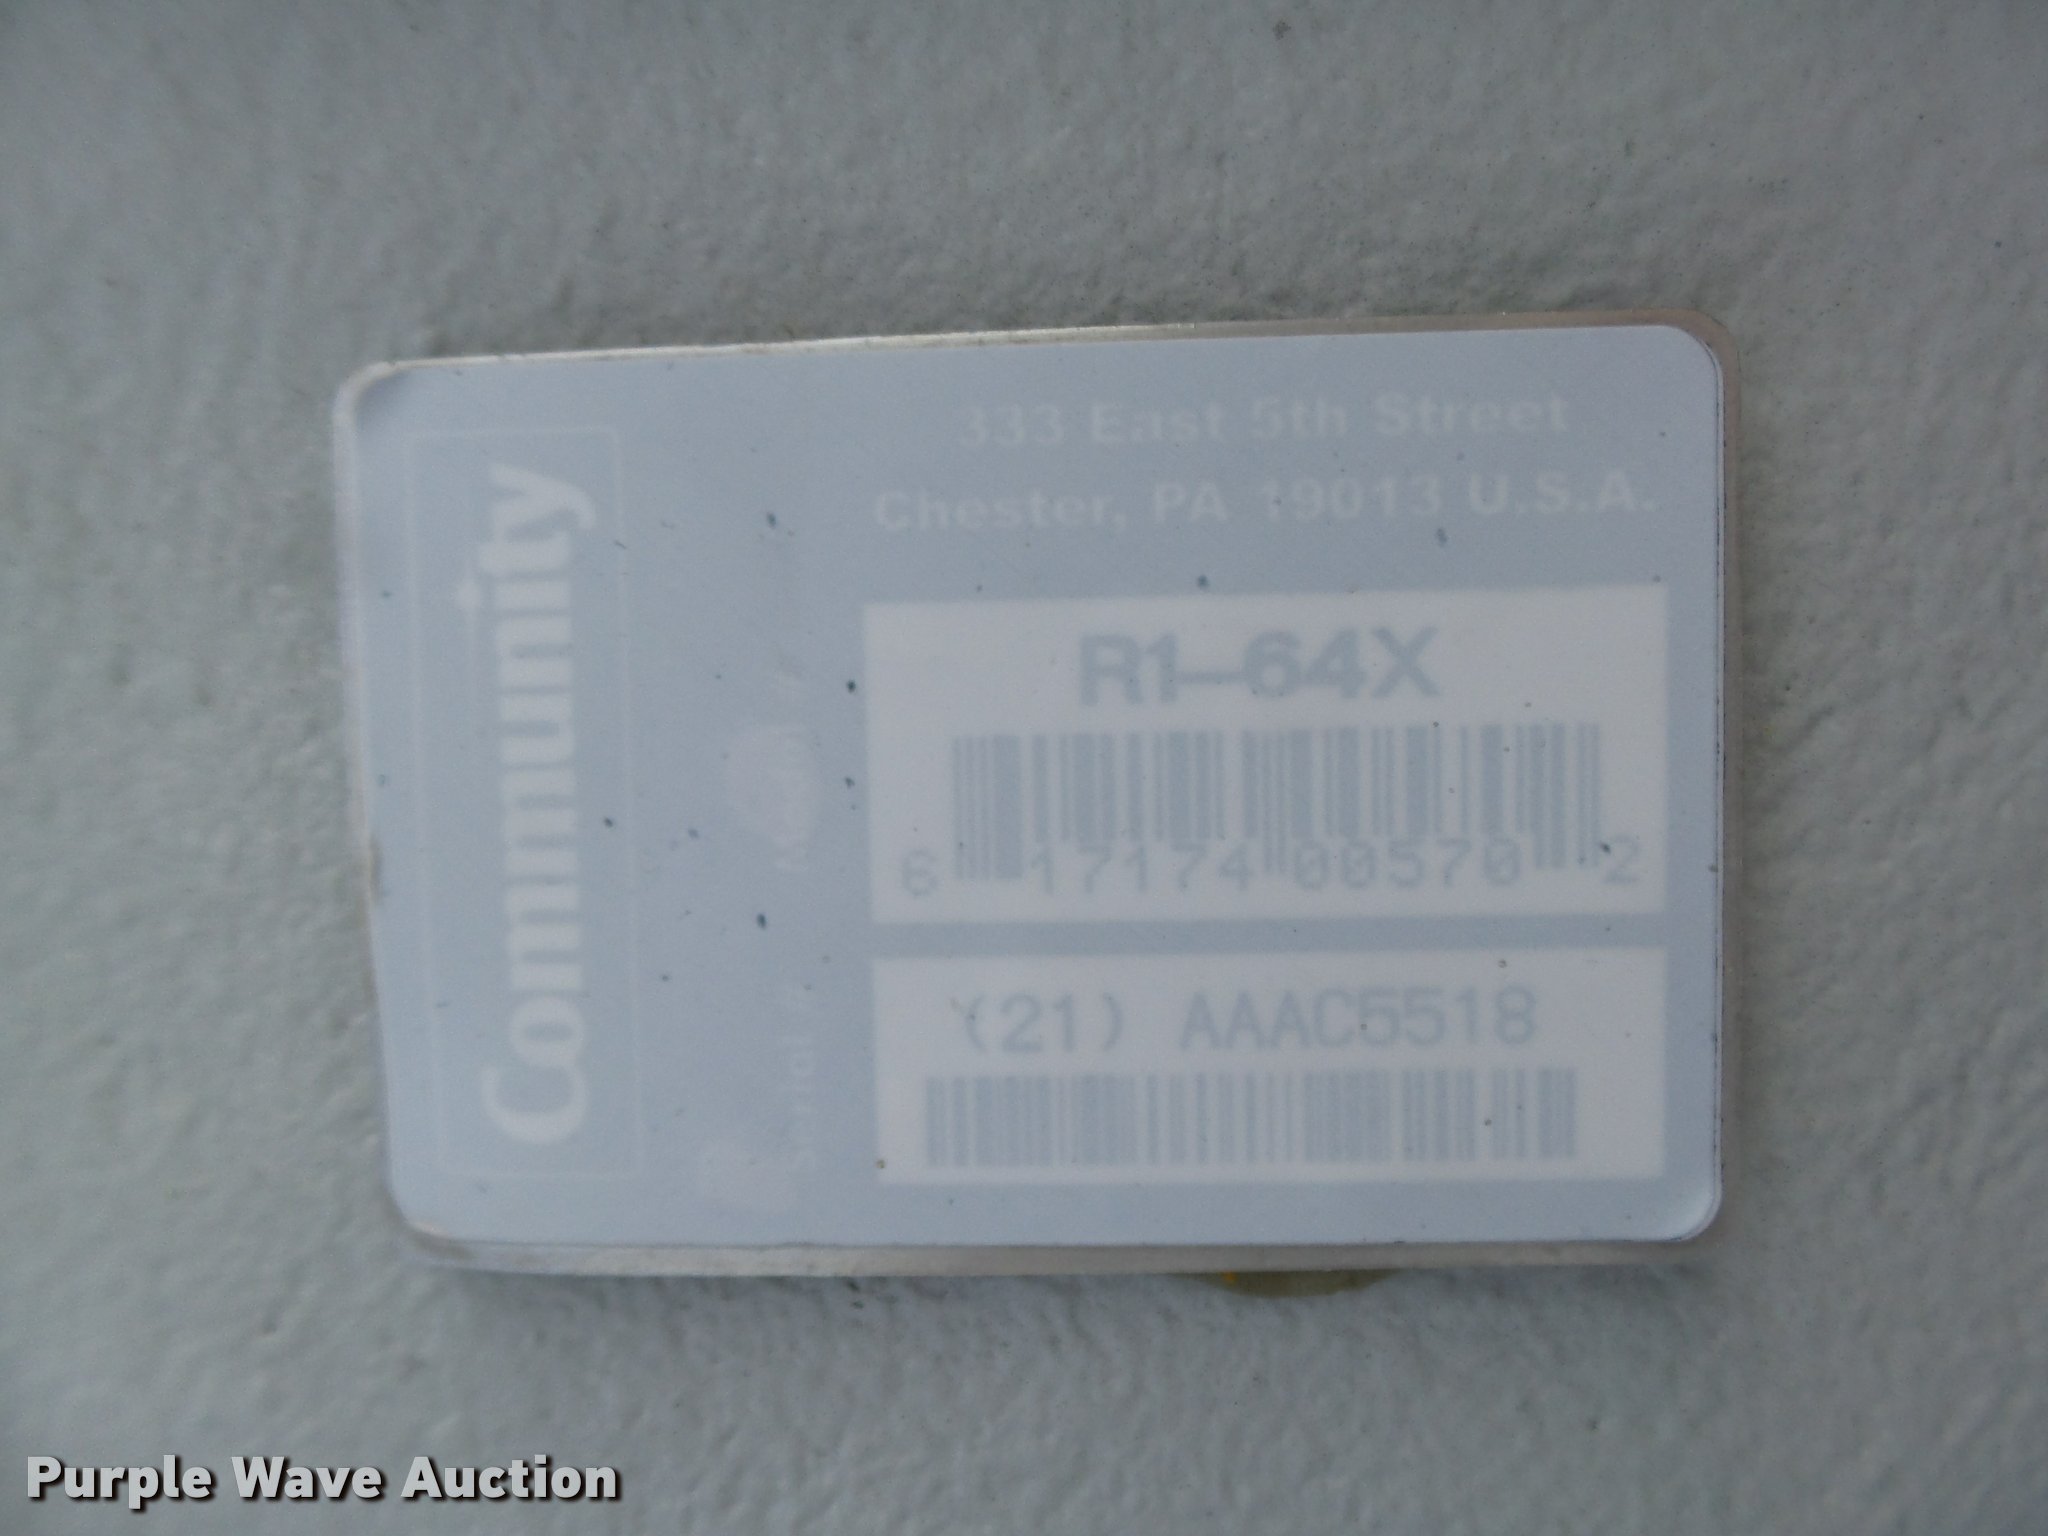 333 East 5th Street
Chester, PA 19013 U.S.A.
Community
R1-64X
6 17174 00570 2
(21) AAAC5518
Purple Wave Auction